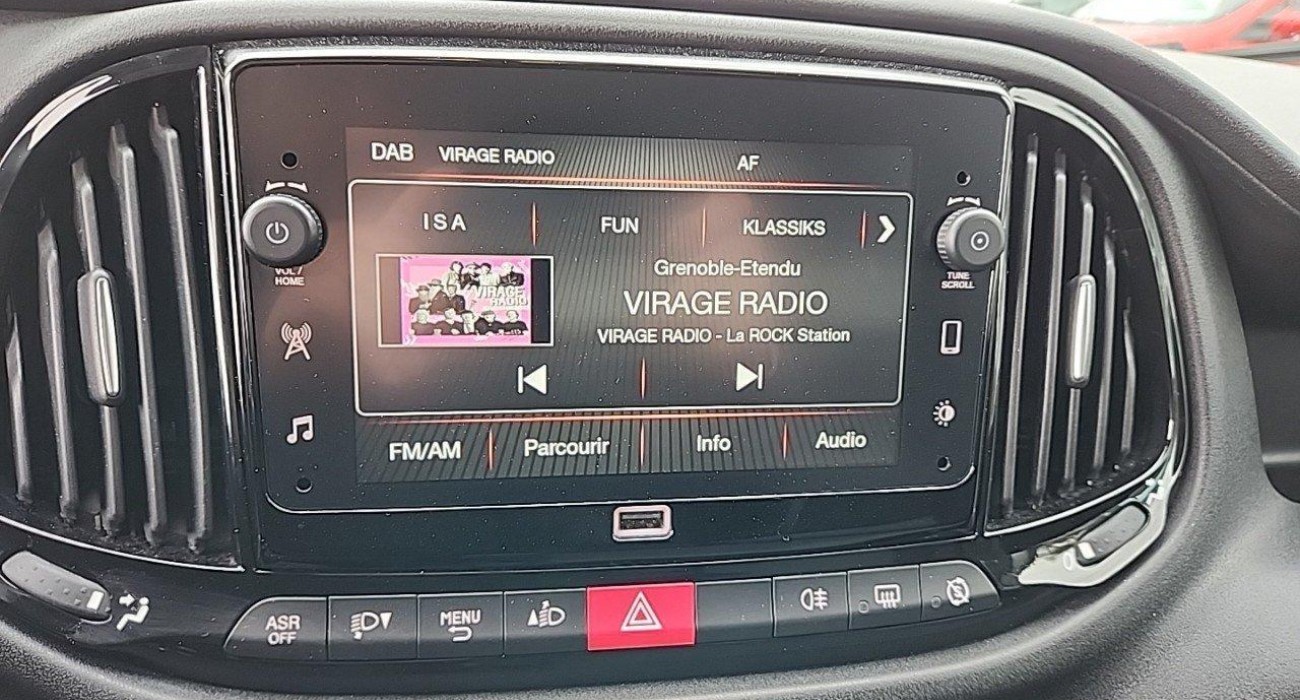 DAB VIRAGE RADIO AF
ISA FUN KLASSIKS
VOL / HOME
TUNE SCROLL
VIRAGE RADIO
Grenoble-Etendu
VIRAGE RADIO
VIRAGE RADIO - La ROCK Station
FM/AM Parcourir Info Audio
ASR OFF
MENU